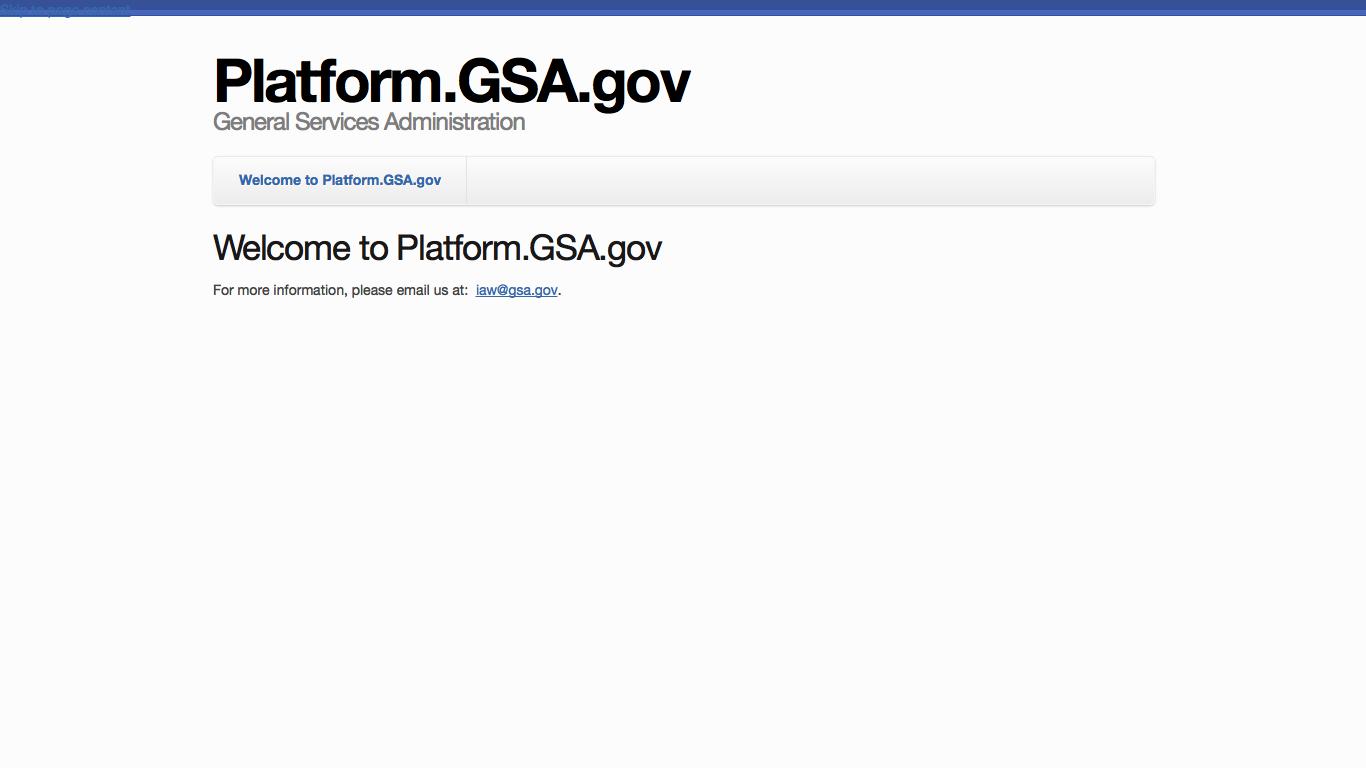 Skip to page content
Platform.GSA.gov
General Services Administration
Welcome to Platform.GSA.gov
Welcome to Platform.GSA.gov
For more information, please email us at: iaw@gsa.gov.